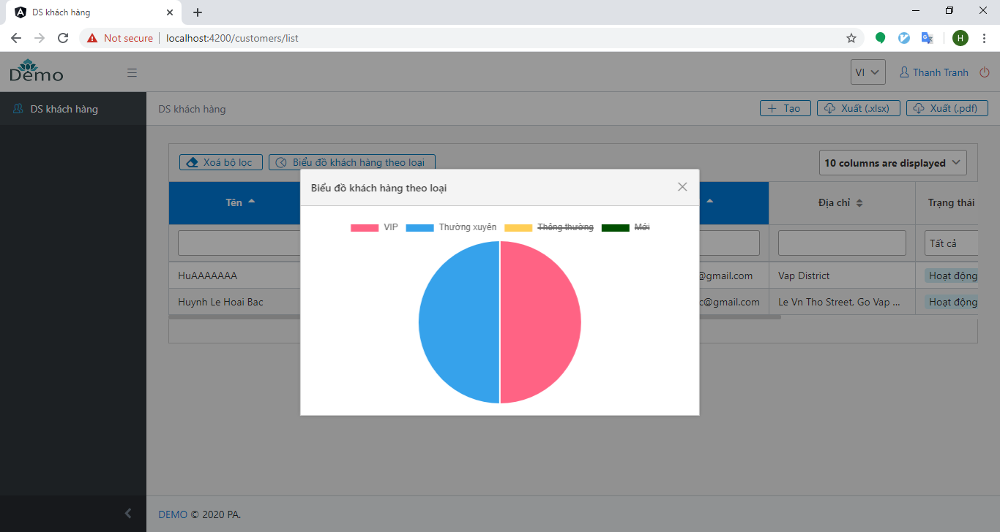 DS khách hàng
Not secure
localhost:4200/customers/list
H
Demo
VI
Thanh Tranh
DS khách hàng
DS khách hàng
Tạo
Xuất (.xlsx)
Xuất (.pdf)
Xoá bộ lọc
Biểu đồ khách hàng theo loại
10 columns are displayed
Biểu đồ khách hàng theo loại
Tên
Địa chỉ
Trạng thái
VIP
Thường xuyên
Thông thường
Mới
Tất cả
HuAAAAAAA
@gmail.com
Vap District
Hoạt động
Huynh Le Hoai Bac
c@gmail.com
Le Vn Tho Street, Go Vap ...
Hoạt động
DEMO © 2020 PA.